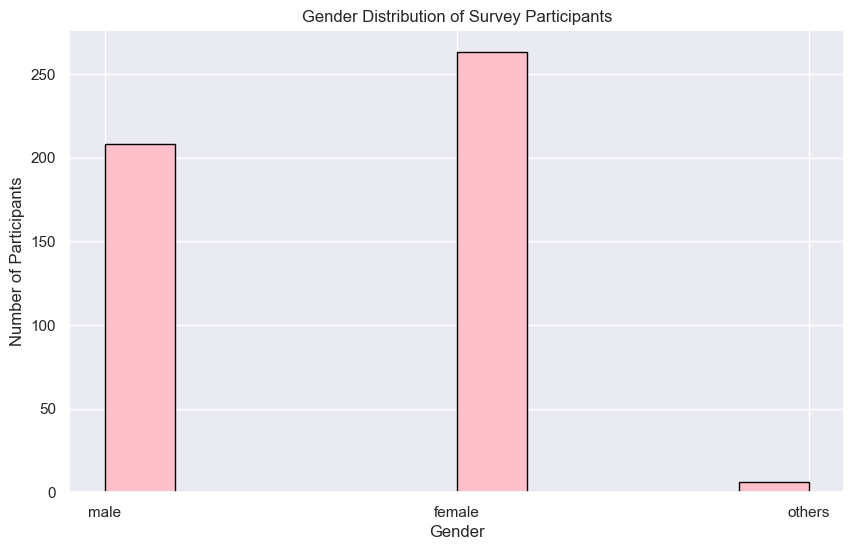 Gender Distribution of Survey Participants
Number of Participants
250
200
150
100
50
0
male female others
Gender